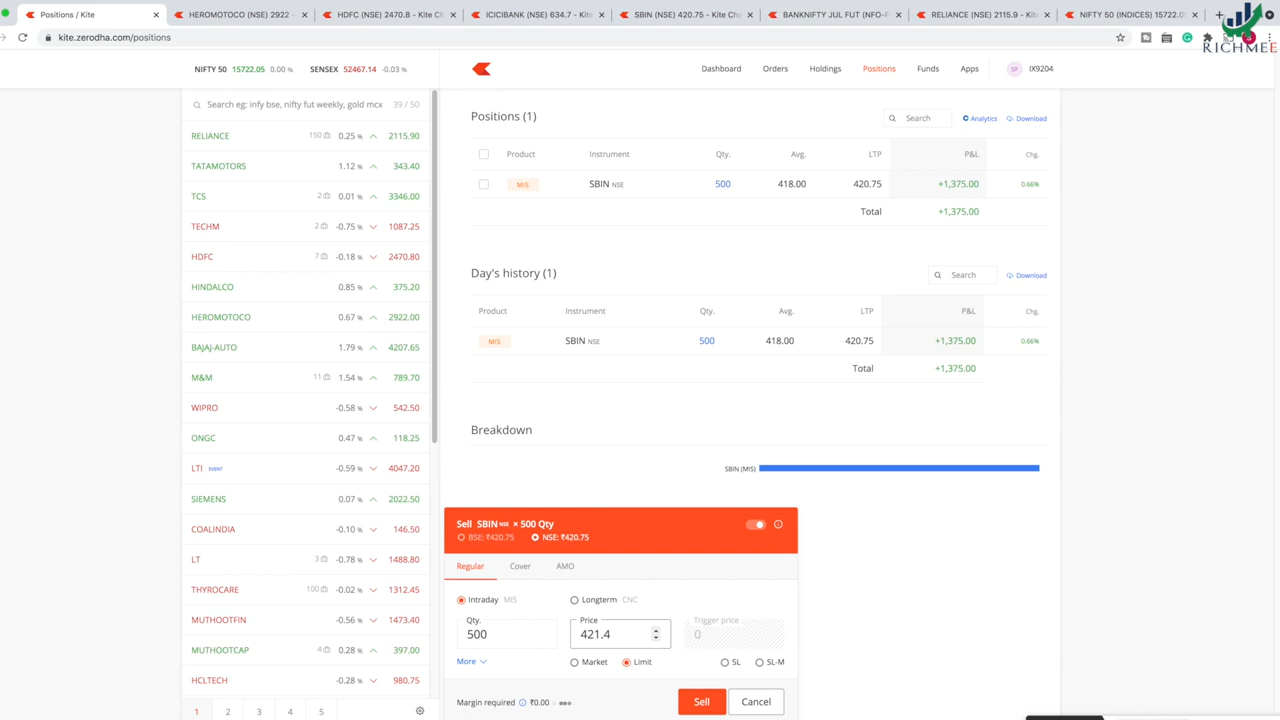 Positions / Kite
HEROMOTOCO (NSE) 2922 -
HDFC (NSE) 2470.8 - Kite Ch
ICICIBANK (NSE) 634.7 - Kite
SBIN (NSE) 420.75 - Kite Cha
BANKNIFTY JUL FUT (NFO-F
RELIANCE (NSE) 2115.9 - Kit
NIFTY 50 (INDICES) 15722.0
kite.zerodha.com/positions
RICHMEE
NIFTY 50 15722.05 0.00 % SENSEX 52467.14 -0.03 %
Dashboard Orders Holdings Positions Funds Apps SP IX9204
Search eg: infy bse, nifty fut weekly, gold mcx 39 / 50
RELIANCE 150 0.25 % 2115.90
TATAMOTORS 1.12 % 343.40
TCS 2 0.01 % 3346.00
TECHM 2 -0.75 % 1087.25
HDFC 7 -0.18 % 2470.80
HINDALCO 0.85 % 375.20
HEROMOTOCO 0.67 % 2922.00
BAJAJ-AUTO 1.79 % 4207.65
M&M 11 1.54 % 789.70
WIPRO -0.58 % 542.50
ONGC 0.47 % 118.25
LTI EVENT -0.59 % 4047.20
SIEMENS 0.07 % 2022.50
COALINDIA -0.10 % 146.50
LT 3 -0.78 % 1488.80
THYROCARE 100 -0.02 % 1312.45
MUTHOOTFIN -0.56 % 1473.40
MUTHOOTCAP 4 0.28 % 397.00
HCLTECH -0.28 % 980.75
1 2 3 4 5
Positions (1) Search Analytics Download
Product Instrument Qty. Avg. LTP P&L Chg.
MIS SBIN NSE 500 418.00 420.75 +1,375.00 0.66%
Total +1,375.00
Day's history (1) Search Download
Product Instrument Qty. Avg. LTP P&L Chg.
MIS SBIN NSE 500 418.00 420.75 +1,375.00 0.66%
Total +1,375.00
Breakdown
SBIN (MIS)
Sell SBIN NSE × 500 Qty
BSE: ₹420.75 NSE: ₹420.75
Regular Cover AMO
Intraday MIS Longterm CNC
Qty. Price Trigger price
500 421.4 0
More Market Limit SL SL-M
Margin required ₹0.00
Sell Cancel